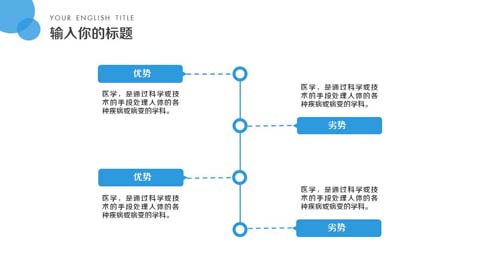 YOUR ENGLISH TITLE
输入你的标题
优势
医学，是通过科学或技
术的手段处理人体的各
种疾病或病变的学科。
医学，是通过科学或技
术的手段处理人体的各
种疾病或病变的学科。
劣势
优势
医学，是通过科学或技
术的手段处理人体的各
种疾病或病变的学科。
医学，是通过科学或技
术的手段处理人体的各
种疾病或病变的学科。
劣势